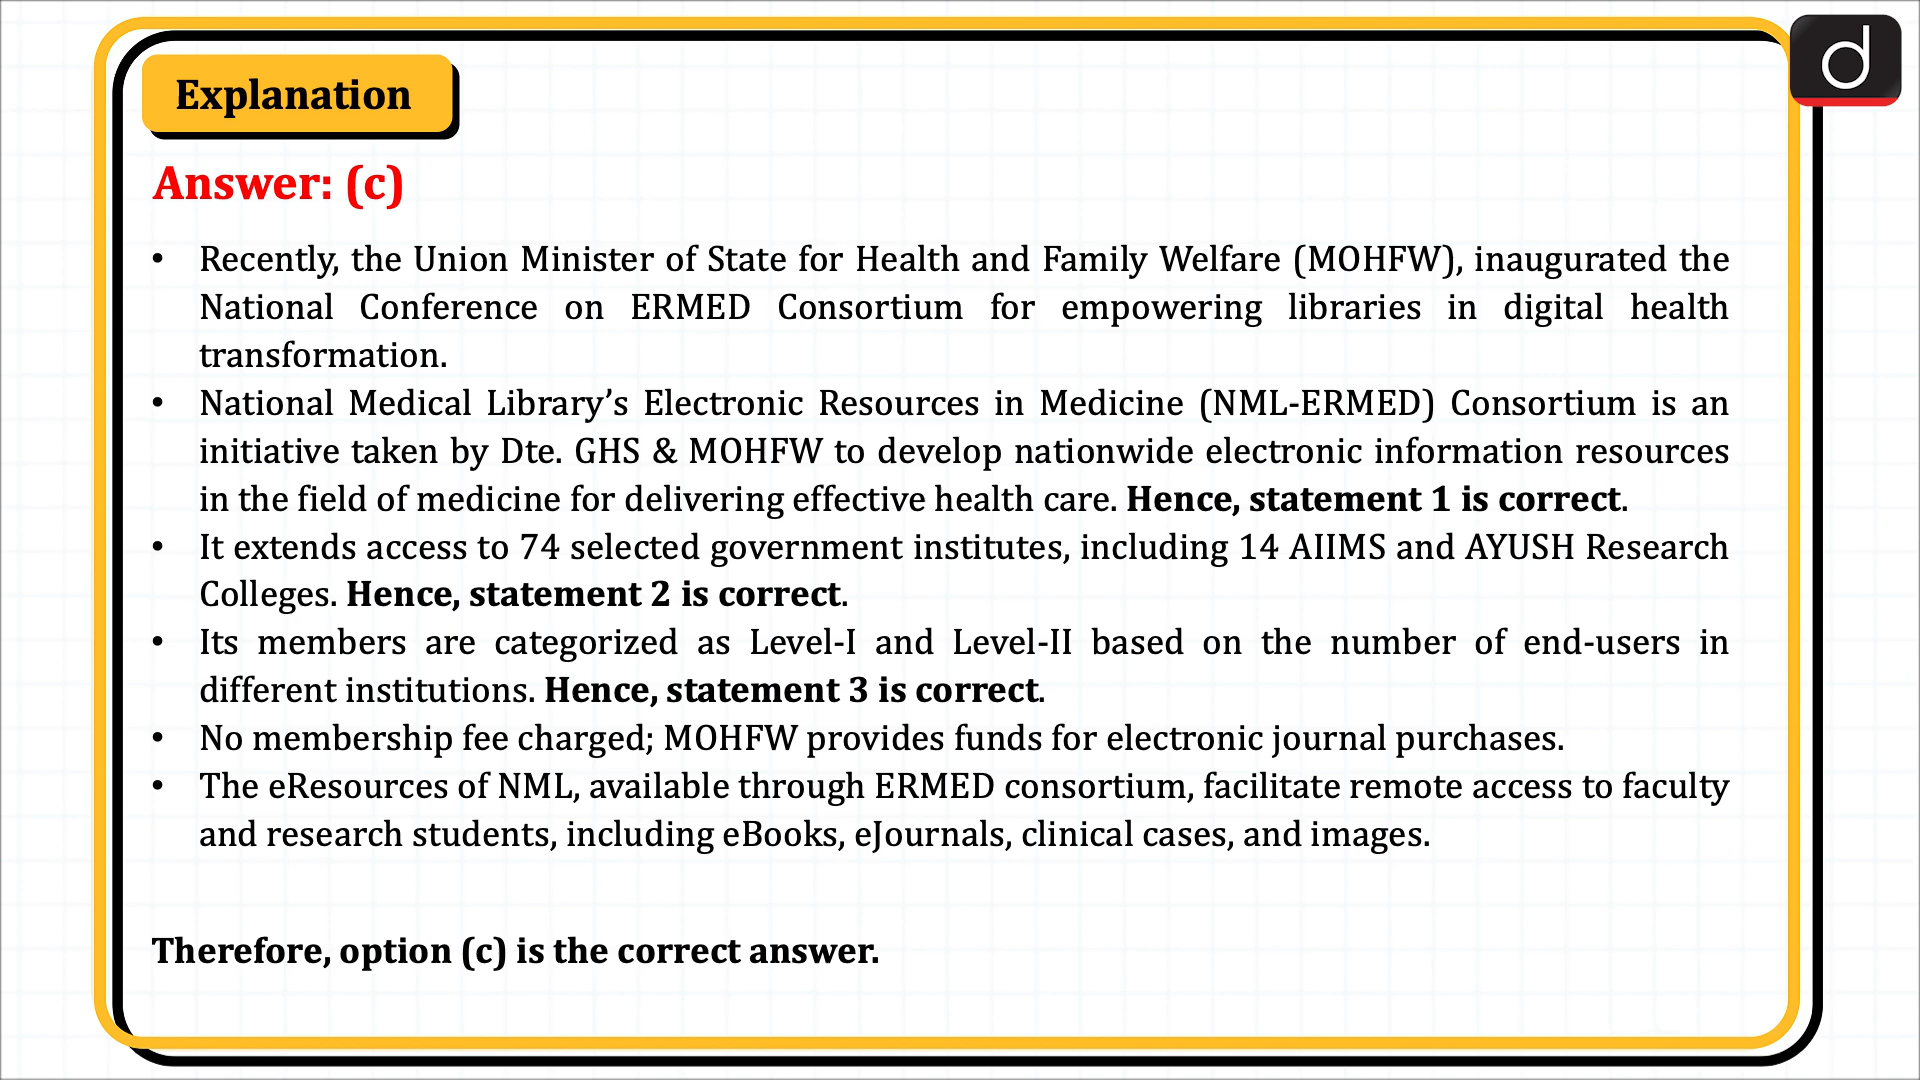 Explanation
d
Answer: (c)
• Recently, the Union Minister of State for Health and Family Welfare (MOHFW), inaugurated the
National Conference on ERMED Consortium for empowering libraries in digital health
transformation.
• National Medical Library’s Electronic Resources in Medicine (NML-ERMED) Consortium is an
initiative taken by Dte. GHS & MOHFW to develop nationwide electronic information resources
in the field of medicine for delivering effective health care. Hence, statement 1 is correct.
• It extends access to 74 selected government institutes, including 14 AIIMS and AYUSH Research
Colleges. Hence, statement 2 is correct.
• Its members are categorized as Level-I and Level-II based on the number of end-users in
different institutions. Hence, statement 3 is correct.
• No membership fee charged; MOHFW provides funds for electronic journal purchases.
• The eResources of NML, available through ERMED consortium, facilitate remote access to faculty
and research students, including eBooks, eJournals, clinical cases, and images.
Therefore, option (c) is the correct answer.